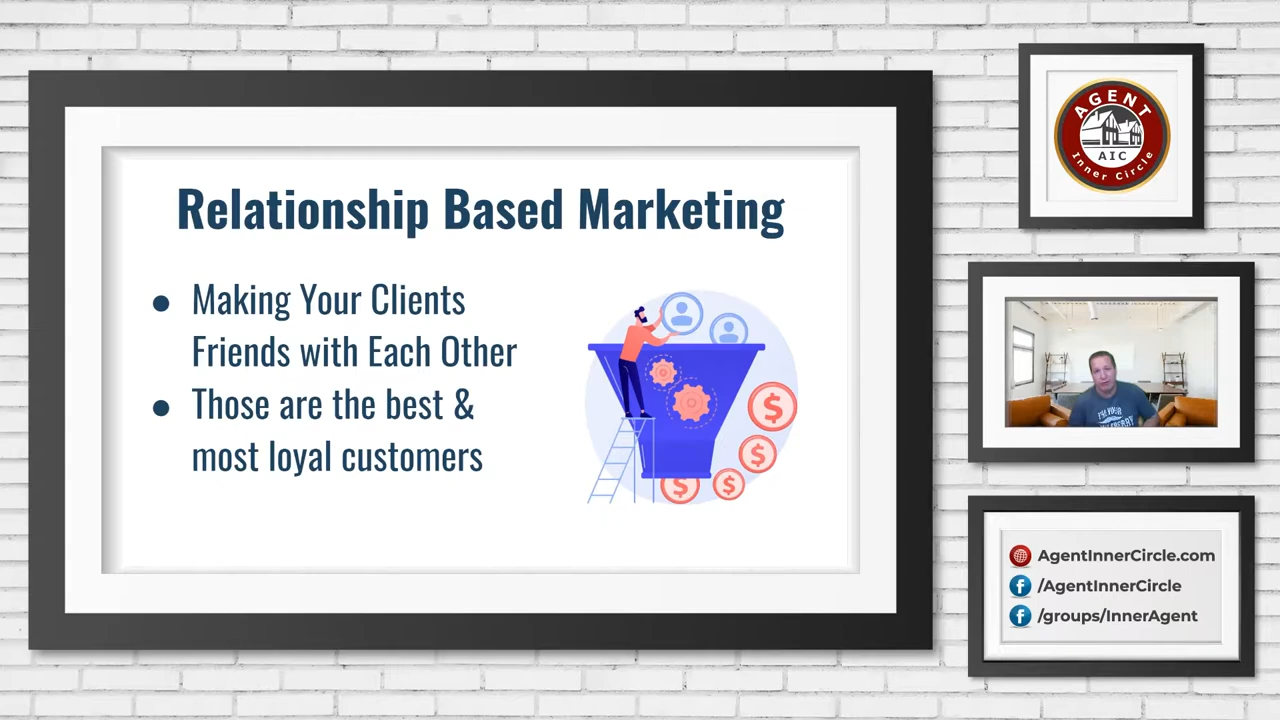 Relationship Based Marketing
● Making Your Clients
Friends with Each Other
● Those are the best &
most loyal customers
$
$
$
$
AGENT
AIC
Inner Circle
I'M YOUR
AgentInnerCircle.com
f /AgentInnerCircle
f /groups/InnerAgent